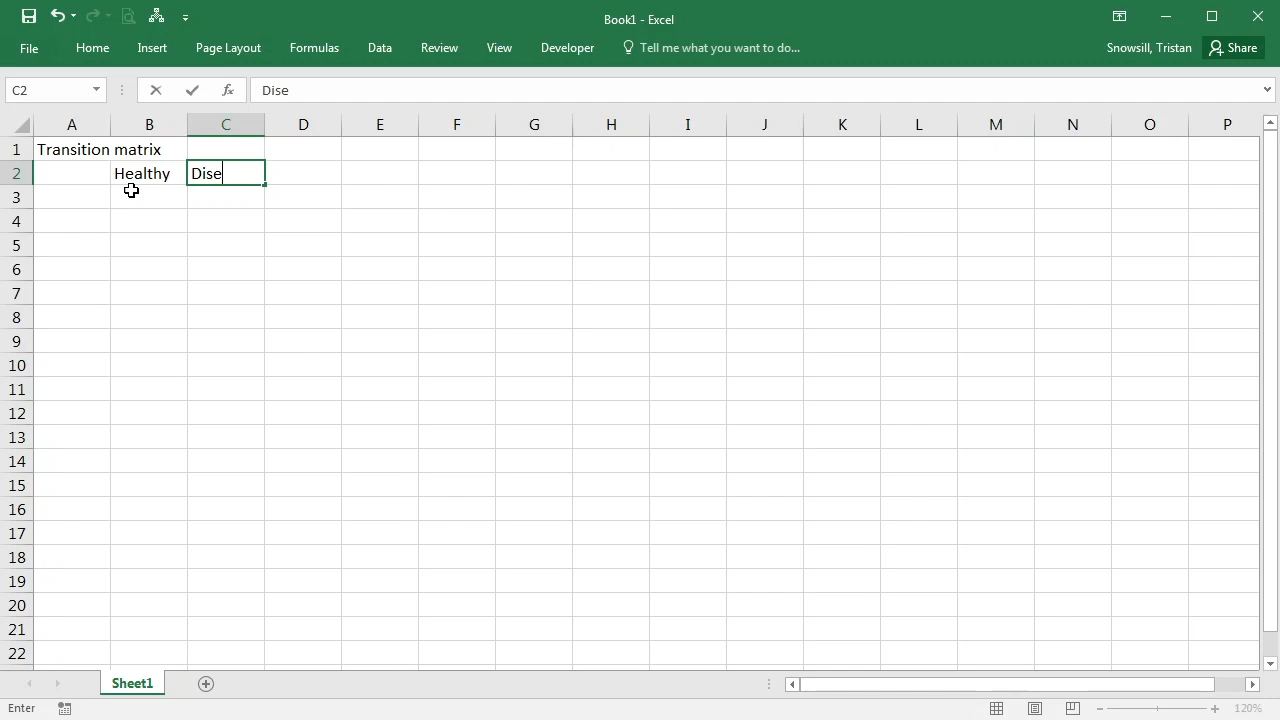 Book1 - Excel
File Home Insert Page Layout Formulas Data Review View Developer Tell me what you want to do... Snowsill, Tristan Share
C2 fx Dise
A B C D E F G H I J K L M N O P
1 Transition matrix
2 Healthy Dise
3
4
5
6
7
8
9
10
11
12
13
14
15
16
17
18
19
20
21
22
Sheet1
Enter 120%